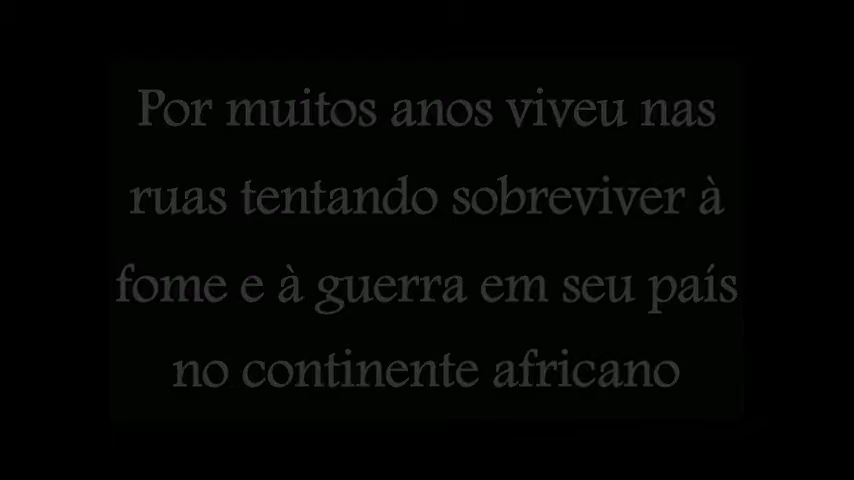 Por muitos anos viveu nas
ruas tentando sobreviver à
fome e à guerra em seu país
no continente africano